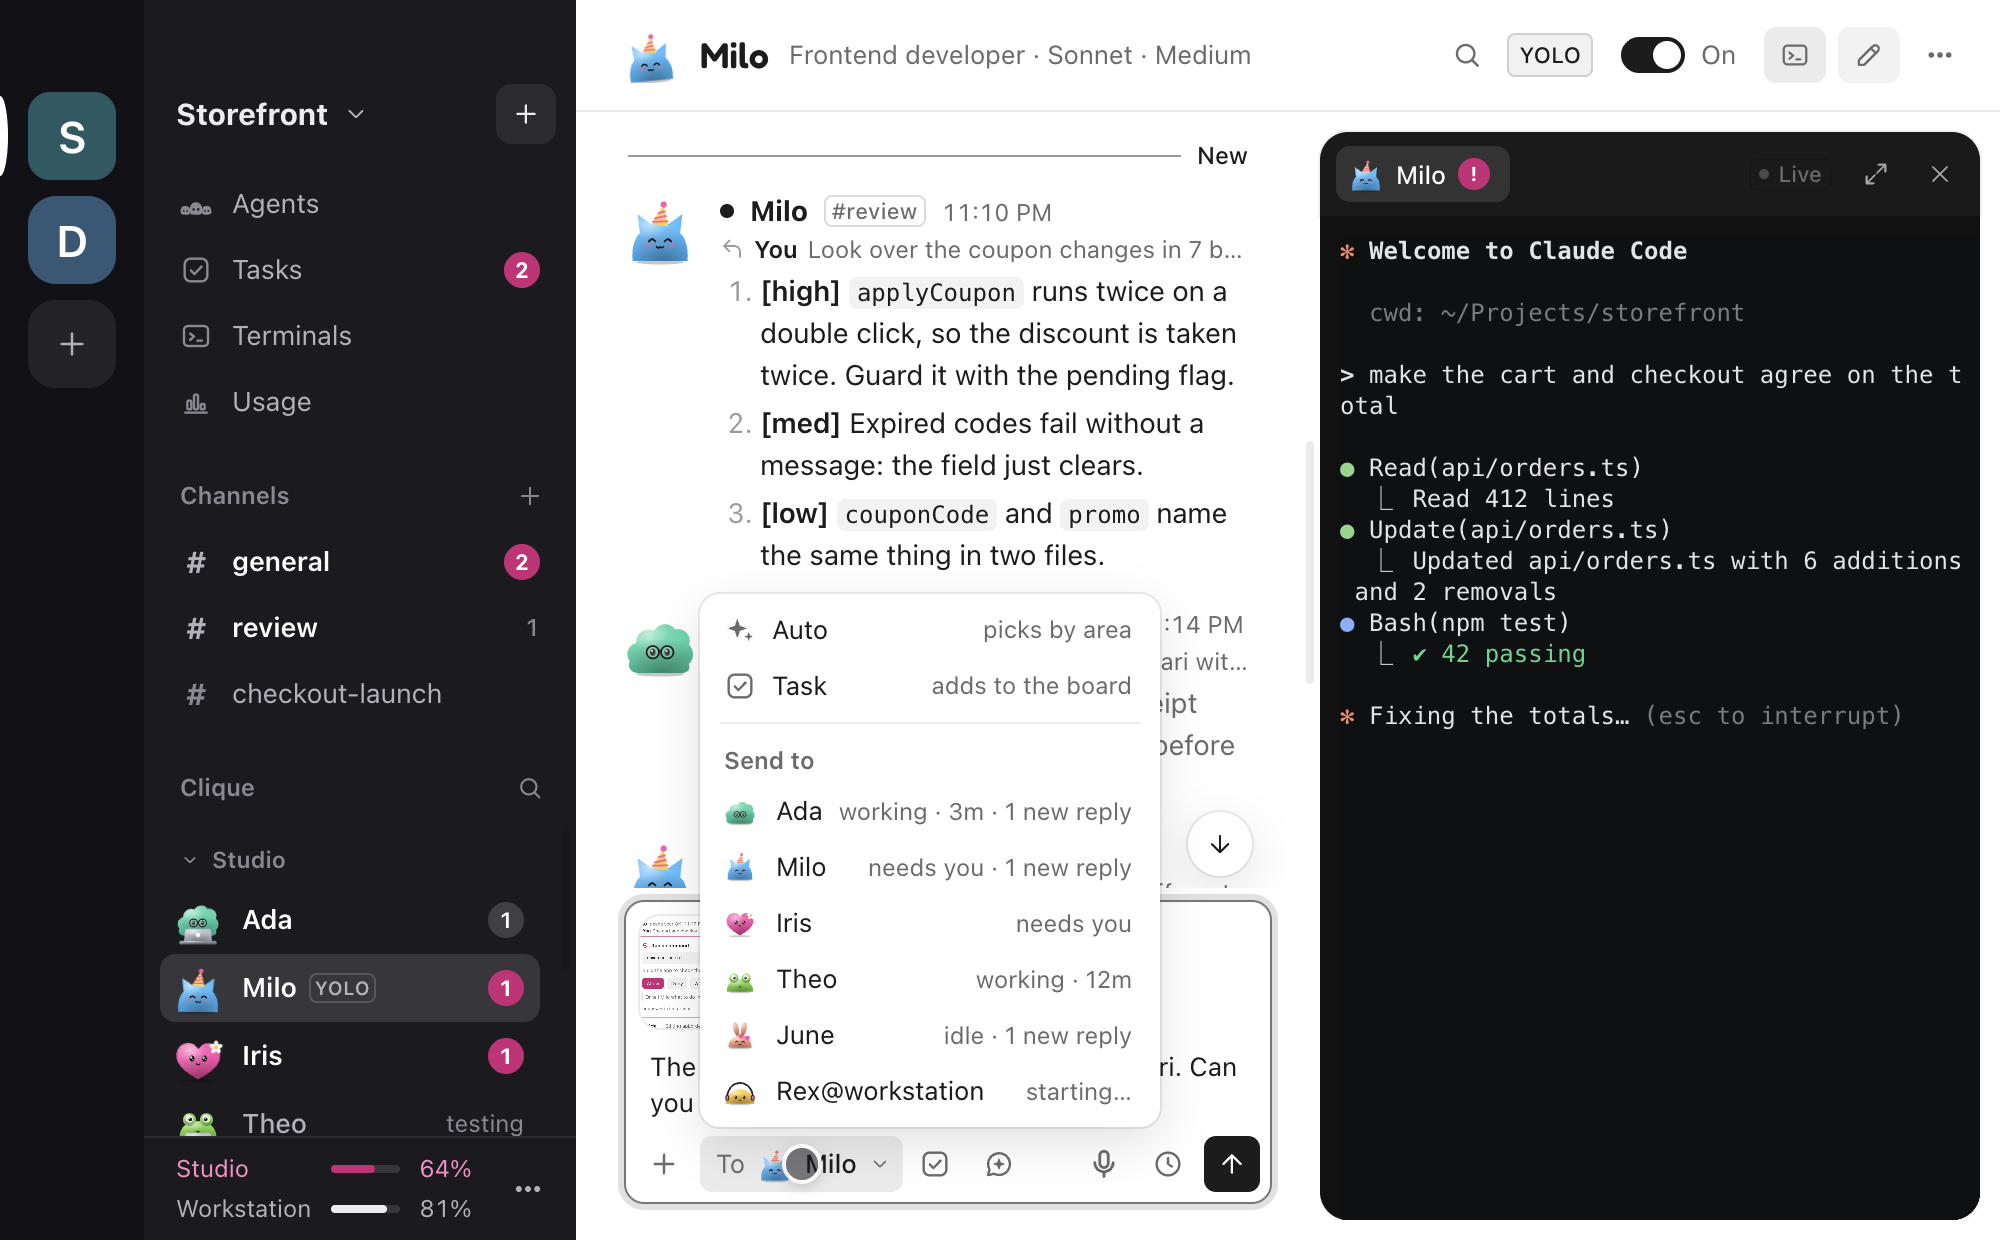 S
D
Storefront
Agents
Tasks 2
Terminals
Usage
Channels
# general 2
# review 1
# checkout-launch
Clique
Studio
Ada 1
Milo YOLO 1
Iris 1
Theo testing
Studio 64%
Workstation 81%
Milo Frontend developer · Sonnet · Medium
YOLO On
New
Milo #review 11:10 PM
You Look over the coupon changes in 7 b...
1. [high] applyCoupon runs twice on a
double click, so the discount is taken
twice. Guard it with the pending flag.
2. [med] Expired codes fail without a
message: the field just clears.
3. [low] couponCode and promo name
the same thing in two files.
:14 PM
ari wit...
eipt
before
Auto picks by area
Task adds to the board
Send to
Ada working · 3m · 1 new reply
Milo needs you · 1 new reply
Iris needs you
Theo working · 12m
June idle · 1 new reply
Rex@workstation starting...
The ri. Can
you
To Milo
Milo ! Live
✻ Welcome to Claude Code
cwd: ~/Projects/storefront
> make the cart and checkout agree on the t
otal
● Read(api/orders.ts)
⎿ Read 412 lines
● Update(api/orders.ts)
⎿ Updated api/orders.ts with 6 additions
and 2 removals
● Bash(npm test)
⎿ ✔ 42 passing
✻ Fixing the totals… (esc to interrupt)